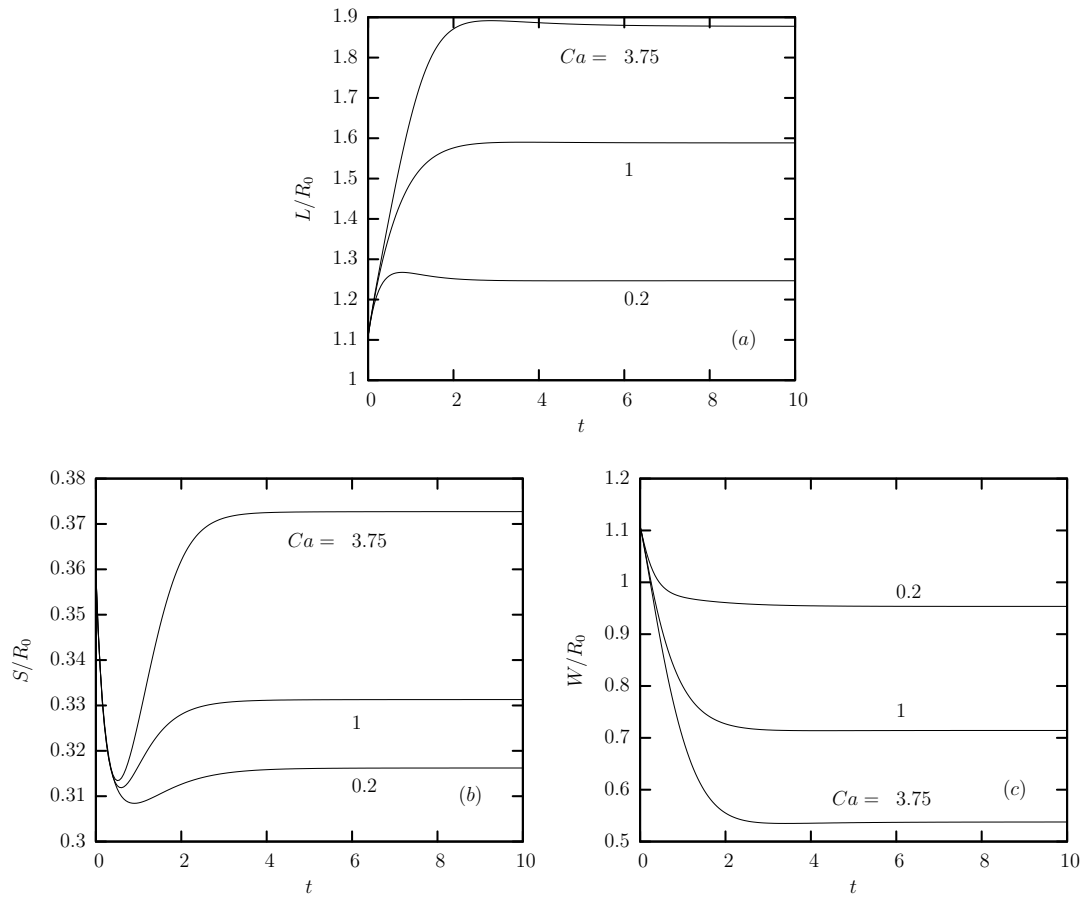 1.9
1.8
1.7
1.6
1.5
1.4
1.3
1.2
1.1
1
L/R₀
Ca = 3.75
1
0.2
(a)
0 2 4 6 8 10
t
0.38
0.37
0.36
0.35
0.34
0.33
0.32
0.31
0.3
S/R₀
Ca = 3.75
1
0.2
(b)
0 2 4 6 8 10
t
1.2
1.1
1
0.9
0.8
0.7
0.6
0.5
W/R₀
0.2
1
Ca = 3.75
(c)
0 2 4 6 8 10
t